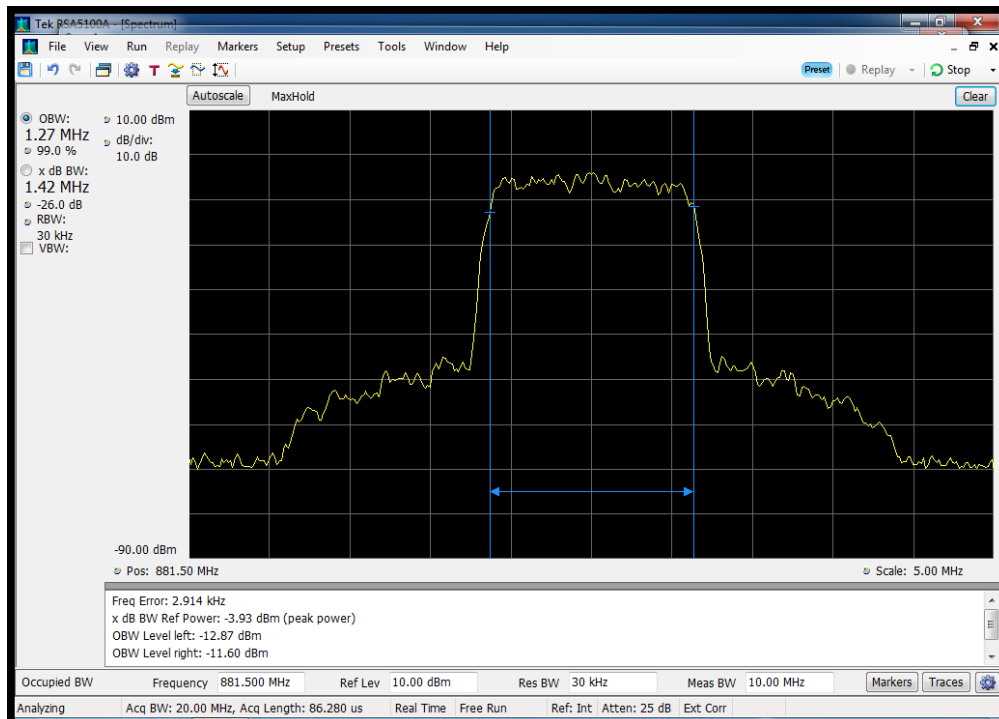 Tek RSA5100A - [Spectrum]
File View Run Replay Markers Setup Presets Tools Window Help
T Preset Replay Stop
Autoscale MaxHold Clear
OBW:
1.27 MHz
99.0 %
x dB BW:
1.42 MHz
-26.0 dB
RBW:
30 kHz
VBW:
10.00 dBm
dB/div:
10.0 dB
-90.00 dBm
Pos: 881.50 MHz Scale: 5.00 MHz
Freq Error: 2.914 kHz
x dB BW Ref Power: -3.93 dBm (peak power)
OBW Level left: -12.87 dBm
OBW Level right: -11.60 dBm
Occupied BW Frequency 881.500 MHz Ref Lev 10.00 dBm Res BW 30 kHz Meas BW 10.00 MHz Markers Traces
Analyzing Acq BW: 20.00 MHz, Acq Length: 86.280 us Real Time Free Run Ref: Int Atten: 25 dB Ext Corr